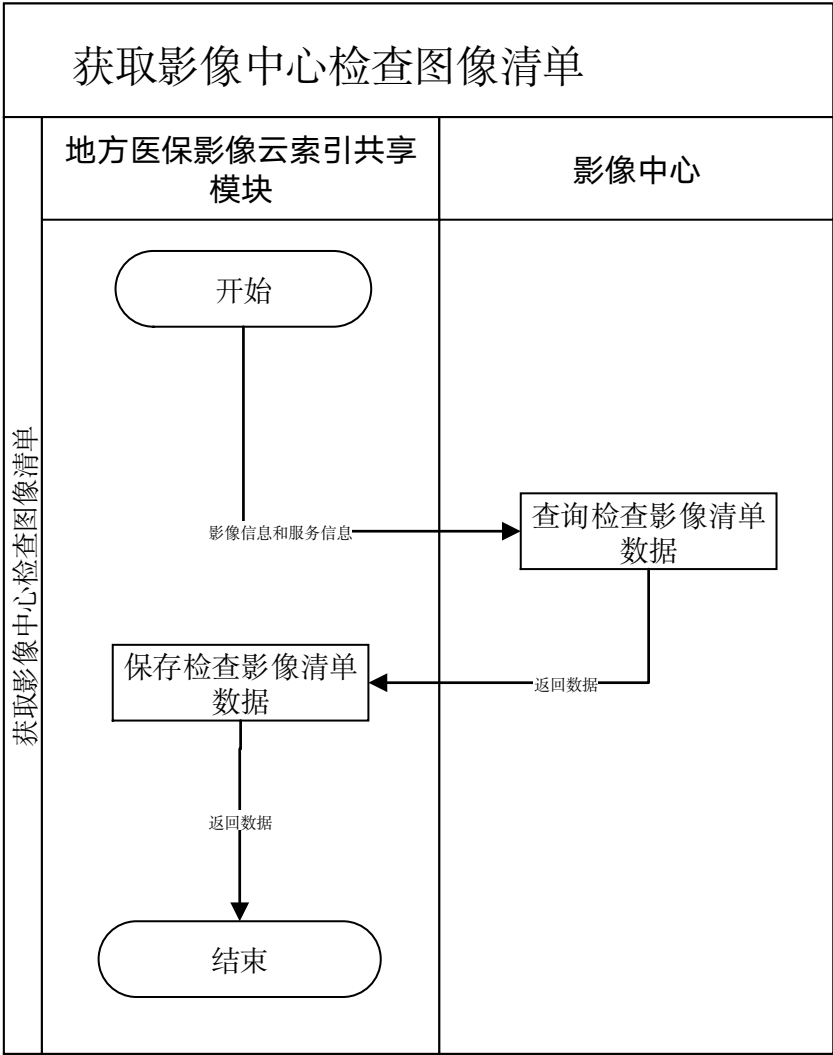 获取影像中心检查图像清单
地方医保影像云索引共享
模块
影像中心
获取影像中心检查图像清单
开始
影像信息和服务信息
查询检查影像清单
数据
保存检查影像清单
数据
返回数据
返回数据
结束